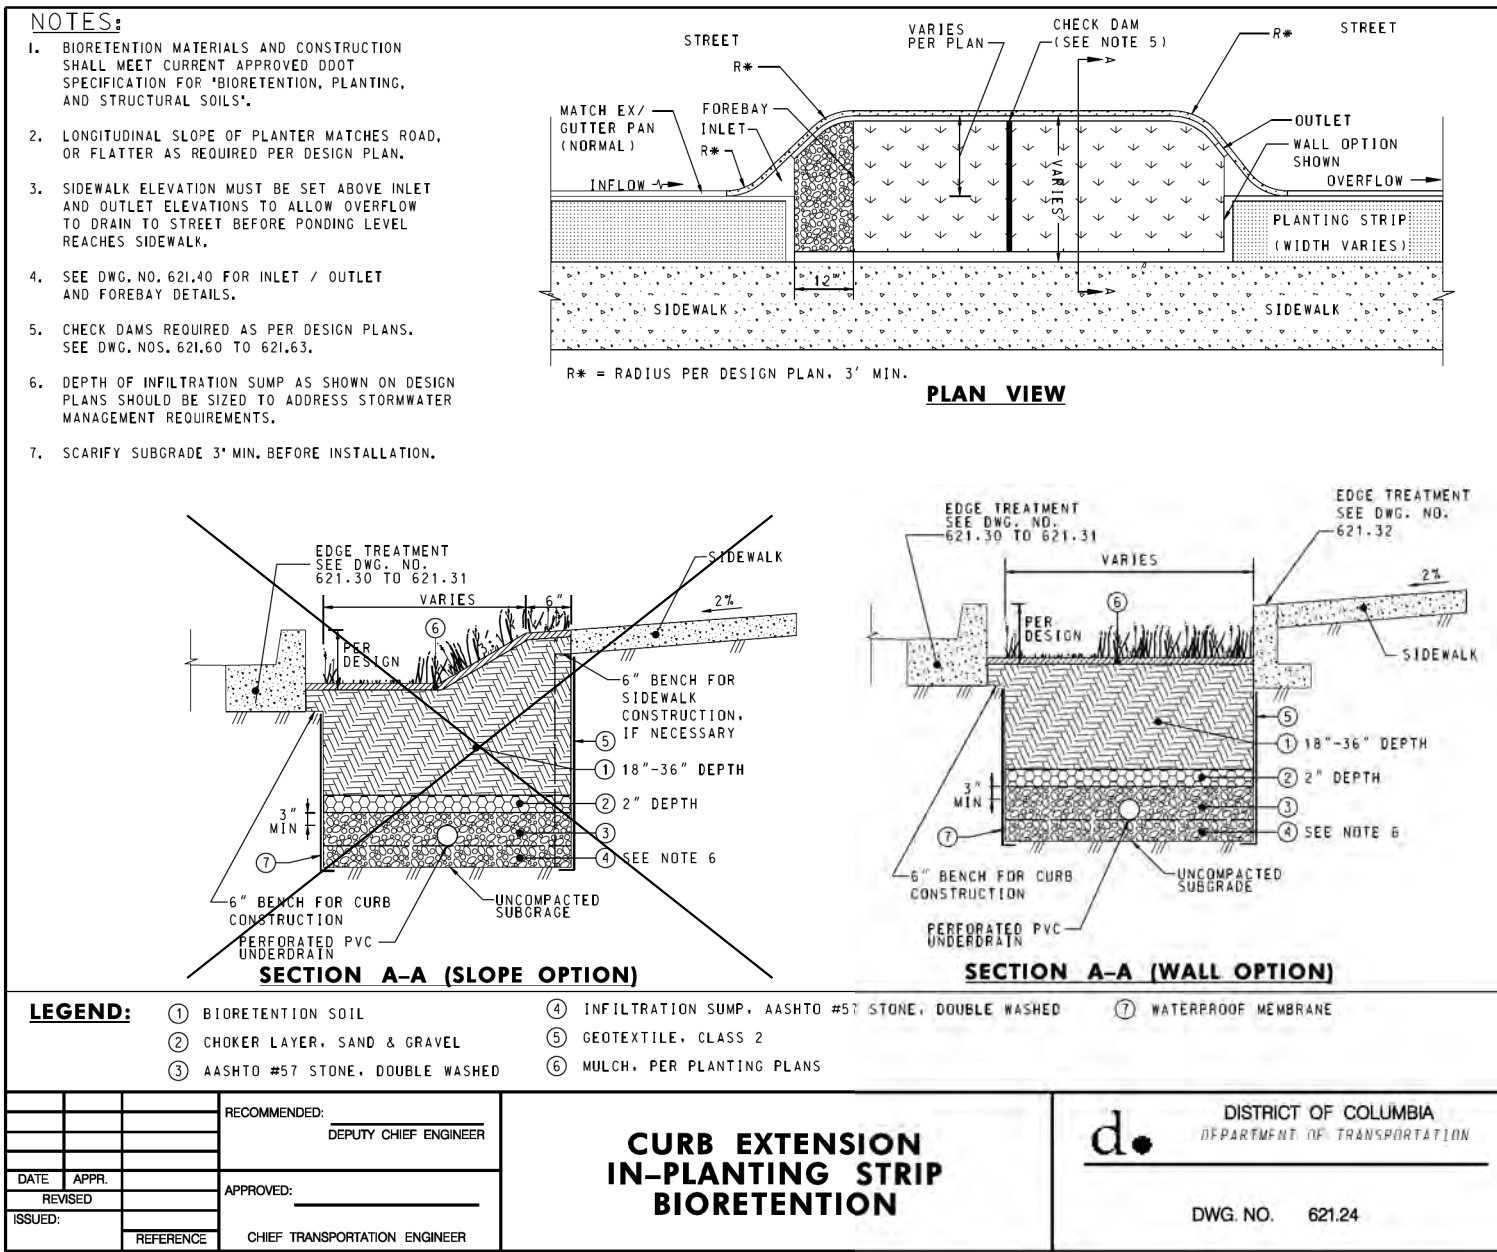 NOTES:
1. BIORETENTION MATERIALS AND CONSTRUCTION
SHALL MEET CURRENT APPROVED DDOT
SPECIFICATION FOR "BIORETENTION, PLANTING,
AND STRUCTURAL SOILS".
2. LONGITUDINAL SLOPE OF PLANTER MATCHES ROAD,
OR FLATTER AS REQUIRED PER DESIGN PLAN.
3. SIDEWALK ELEVATION MUST BE SET ABOVE INLET
AND OUTLET ELEVATIONS TO ALLOW OVERFLOW
TO DRAIN TO STREET BEFORE PONDING LEVEL
REACHES SIDEWALK.
4. SEE DWG. NO. 621.40 FOR INLET / OUTLET
AND FOREBAY DETAILS.
5. CHECK DAMS REQUIRED AS PER DESIGN PLANS.
SEE DWG. NOS. 621.60 TO 621.63.
6. DEPTH OF INFILTRATION SUMP AS SHOWN ON DESIGN
PLANS SHOULD BE SIZED TO ADDRESS STORMWATER
MANAGEMENT REQUIREMENTS.
7. SCARIFY SUBGRADE 3" MIN. BEFORE INSTALLATION.
STREET
VARIES
PER PLAN
CHECK DAM
(SEE NOTE 5)
R*
STREET
R*
A
MATCH EX/
GUTTER PAN
(NORMAL)
FOREBAY
INLET
R*
OUTLET
WALL OPTION
SHOWN
INFLOW
VARIES
OVERFLOW
PLANTING STRIP
(WIDTH VARIES)
12"
A
SIDEWALK
SIDEWALK
R* = RADIUS PER DESIGN PLAN, 3' MIN.
PLAN VIEW
EDGE TREATMENT
SEE DWG. NO.
621.30 TO 621.31
SIDEWALK
VARIES
6"
2%
6
PER
DESIGN
3:1
6" BENCH FOR
SIDEWALK
CONSTRUCTION,
IF NECESSARY
5
1 18"-36" DEPTH
2 2" DEPTH
3"
MIN
3
7
4 SEE NOTE 6
6" BENCH FOR CURB
CONSTRUCTION
UNCOMPACTED
SUBGRAGE
PERFORATED PVC
UNDERDRAIN
SECTION A-A (SLOPE OPTION)
EDGE TREATMENT
SEE DWG. NO.
621.30 TO 621.31
EDGE TREATMENT
SEE DWG. NO.
621.32
VARIES
2%
6
PER
DESIGN
SIDEWALK
5
1 18"-36" DEPTH
2 2" DEPTH
3"
MIN
3
7
4 SEE NOTE 6
6" BENCH FOR CURB
CONSTRUCTION
UNCOMPACTED
SUBGRADE
PERFORATED PVC
UNDERDRAIN
SECTION A-A (WALL OPTION)
LEGEND:
1 BIORETENTION SOIL
2 CHOKER LAYER, SAND & GRAVEL
3 AASHTO #57 STONE, DOUBLE WASHED
4 INFILTRATION SUMP, AASHTO #57 STONE, DOUBLE WASHED
5 GEOTEXTILE, CLASS 2
6 MULCH, PER PLANTING PLANS
7 WATERPROOF MEMBRANE
DATE APPR.
REVISED
ISSUED:
REFERENCE
RECOMMENDED:
DEPUTY CHIEF ENGINEER
APPROVED:
CHIEF TRANSPORTATION ENGINEER
CURB EXTENSION
IN-PLANTING STRIP
BIORETENTION
d.
DISTRICT OF COLUMBIA
DEPARTMENT OF TRANSPORTATION
DWG. NO. 621.24